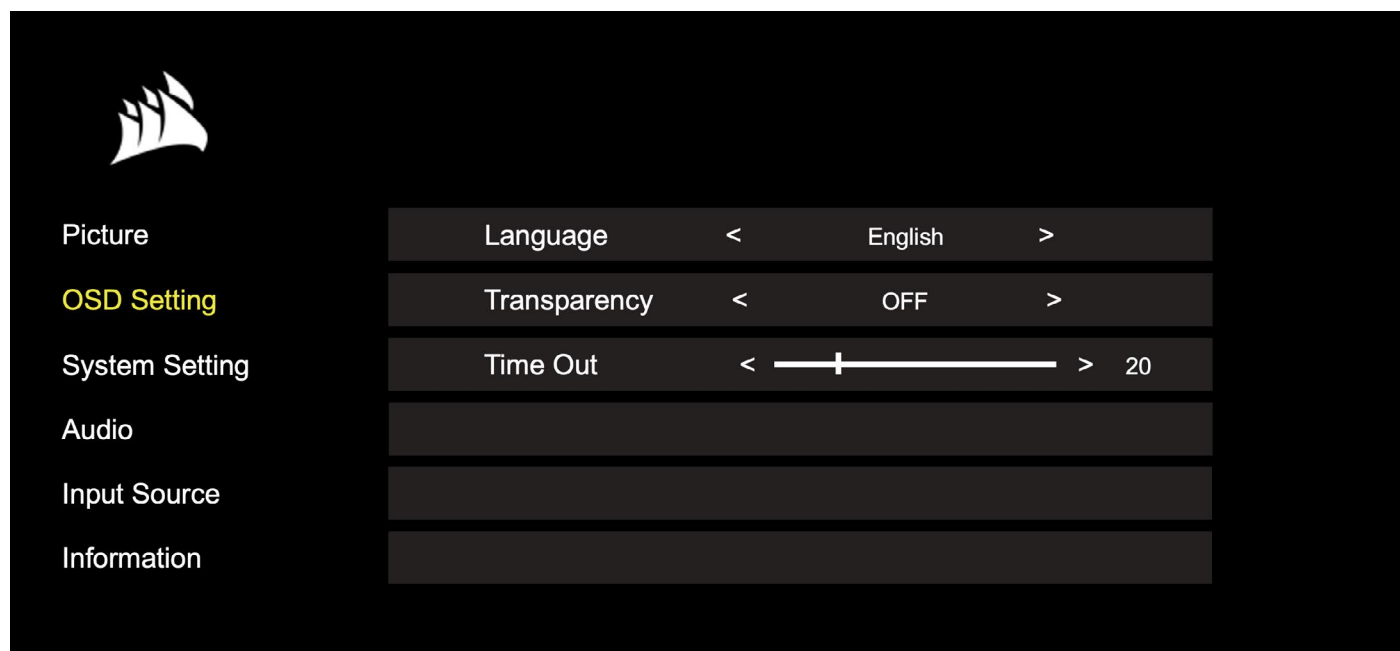 Picture Language < English >
OSD Setting Transparency < OFF >
System Setting Time Out < > 20
Audio
Input Source
Information